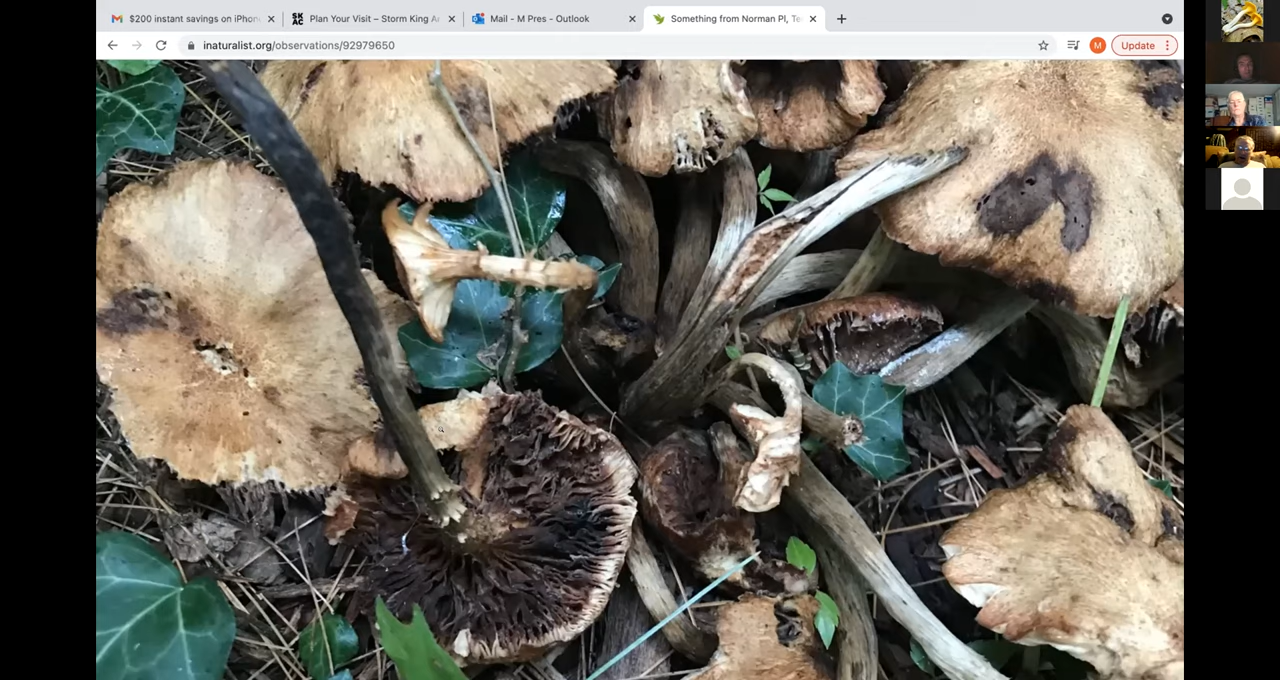 $200 instant savings on iPhon
Plan Your Visit – Storm King Ar
Mail - M Pres - Outlook
Something from Norman Pl, Te
inaturalist.org/observations/92979650
M
Update